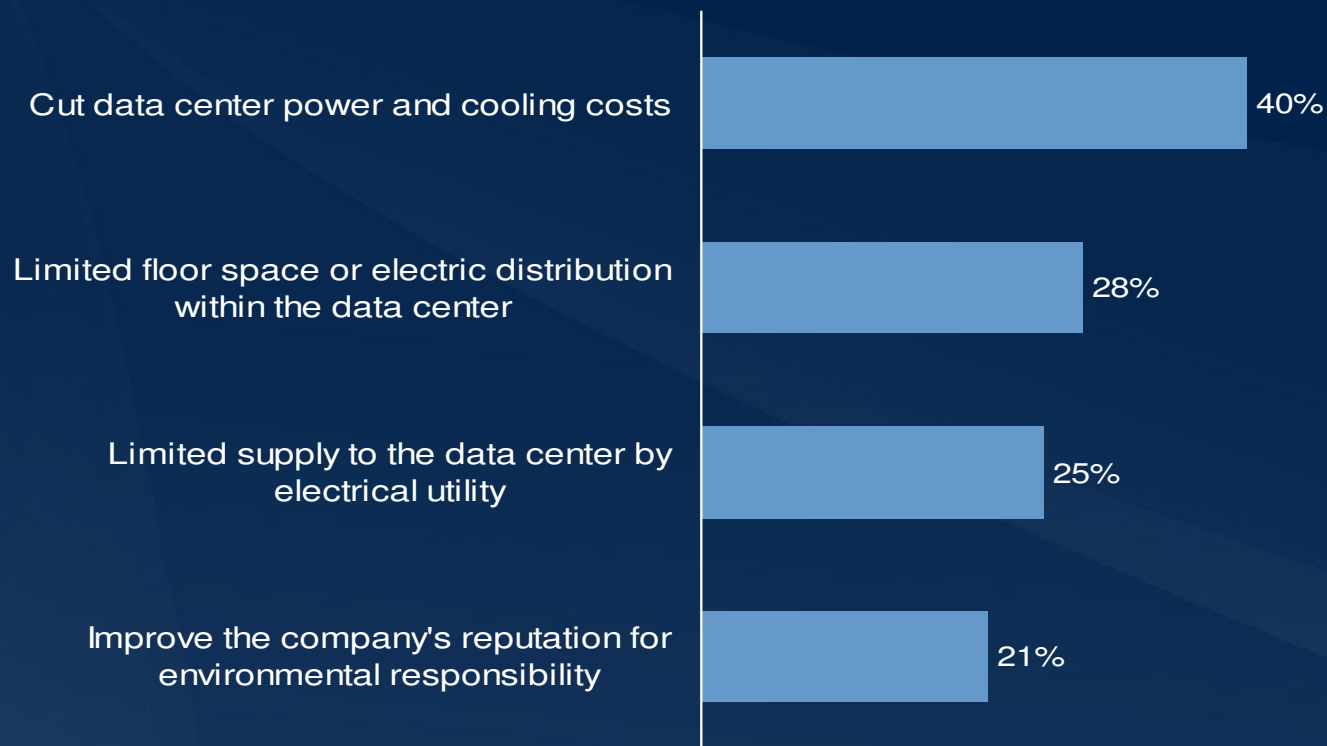 Cut data center power and cooling costs
40%
Limited floor space or electric distribution
within the data center
28%
Limited supply to the data center by
electrical utility
25%
Improve the company's reputation for
environmental responsibility
21%